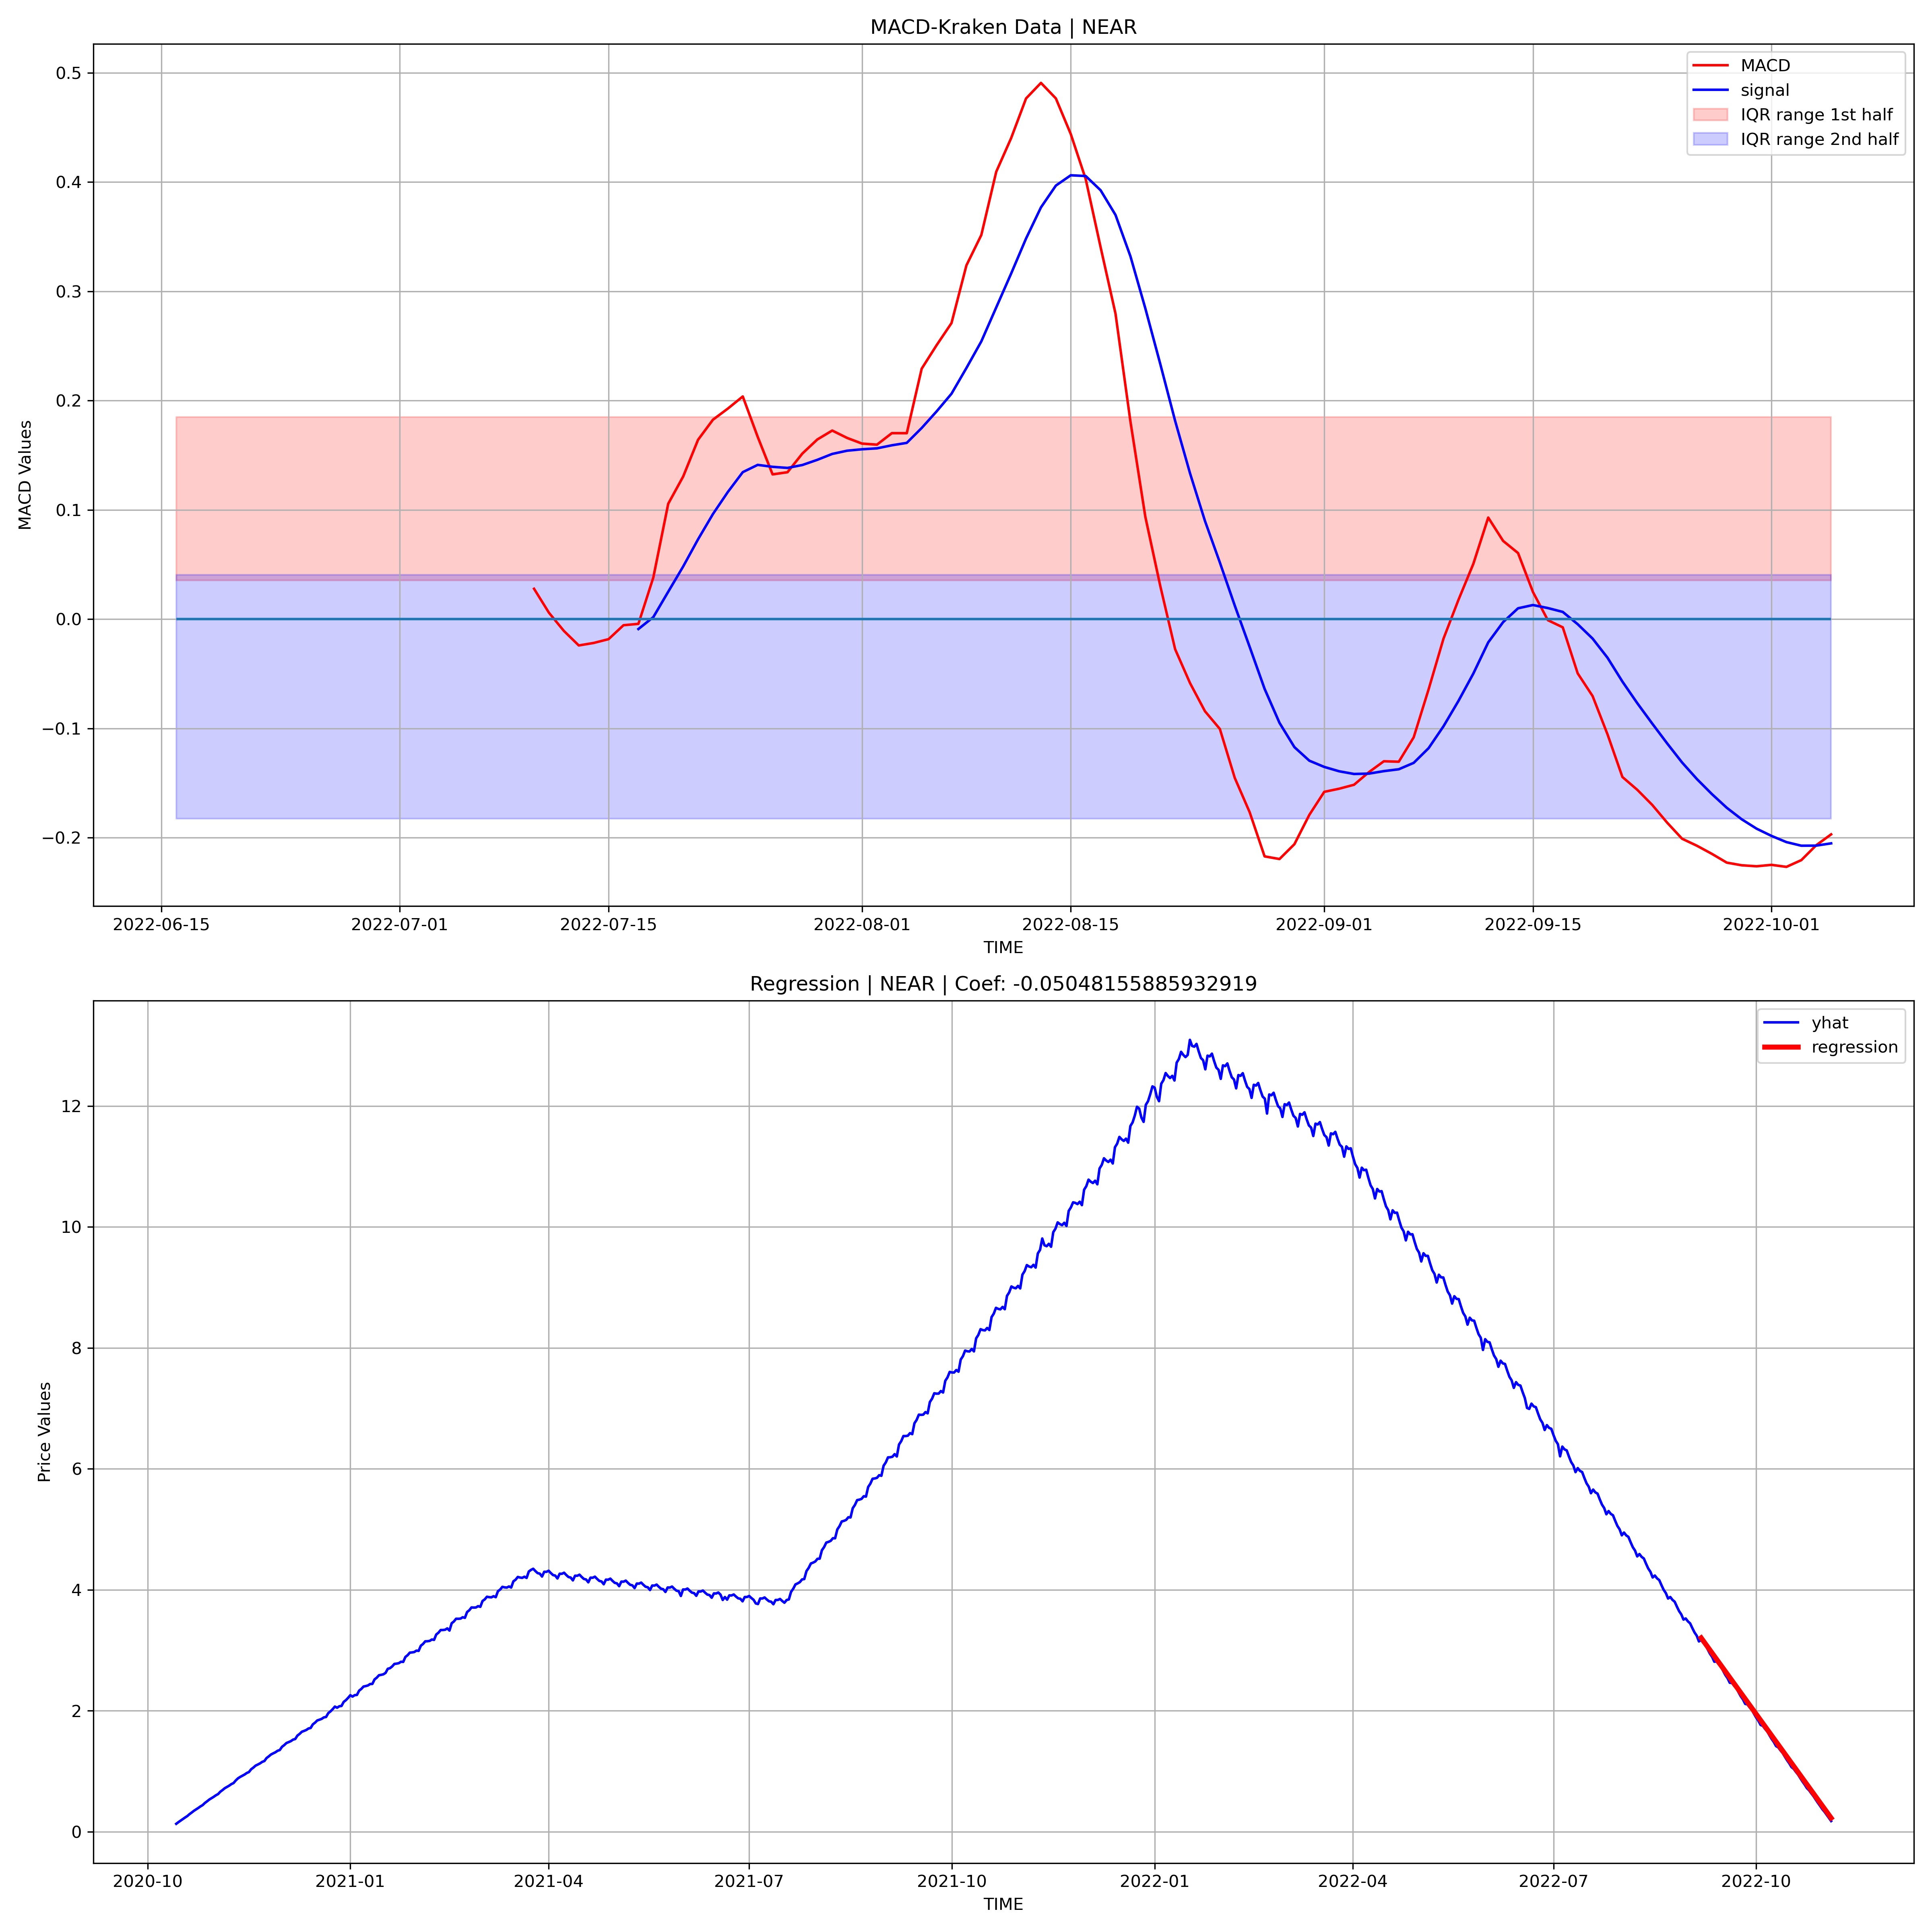 MACD-Kraken Data | NEAR
MACD
signal
IQR range 1st half
IQR range 2nd half
MACD Values
0.5
0.4
0.3
0.2
0.1
0.0
−0.1
−0.2
2022-06-15 2022-07-01 2022-07-15 2022-08-01 2022-08-15 2022-09-01 2022-09-15 2022-10-01
TIME
Regression | NEAR | Coef: -0.05048155885932919
yhat
regression
Price Values
12
10
8
6
4
2
0
2020-10 2021-01 2021-04 2021-07 2021-10 2022-01 2022-04 2022-07 2022-10
TIME